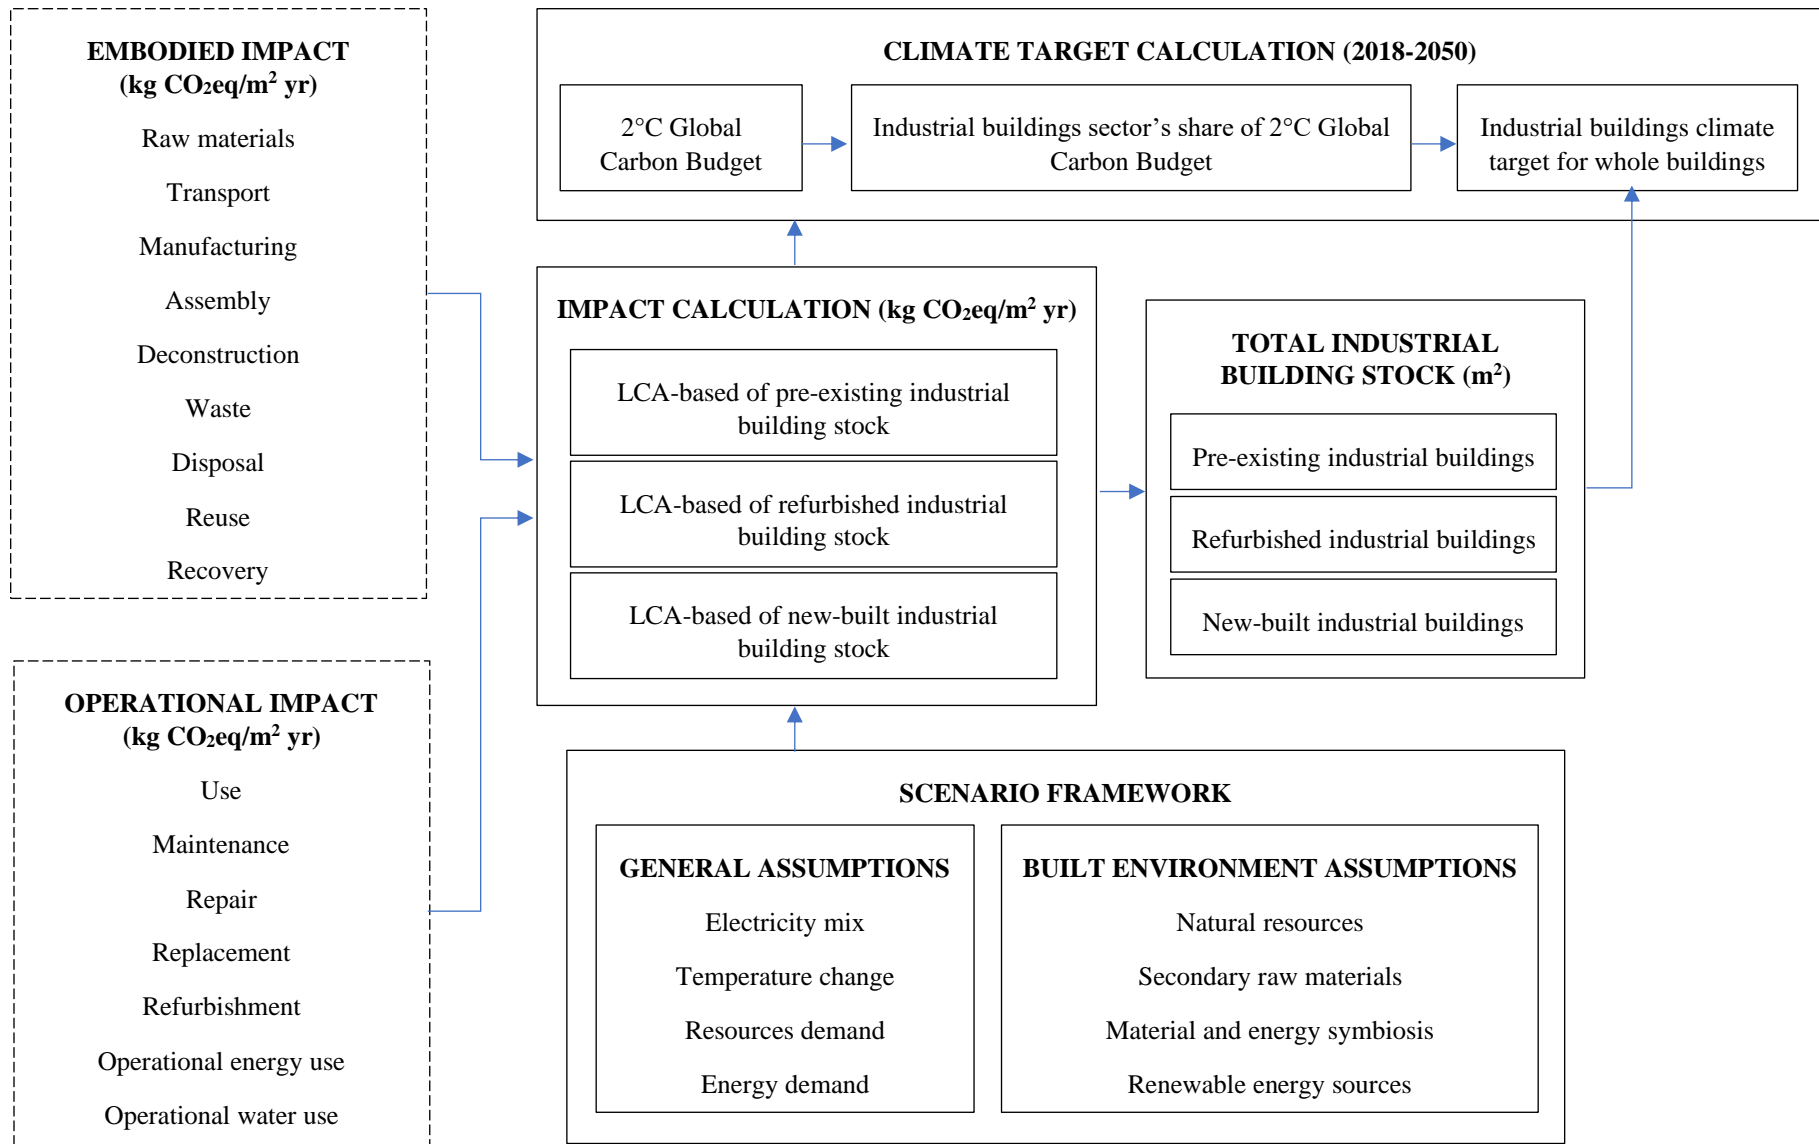 EMBODIED IMPACT
(kg CO₂eq/m² yr)
Raw materials
Transport
Manufacturing
Assembly
Deconstruction
Waste
Disposal
Reuse
Recovery
OPERATIONAL IMPACT
(kg CO₂eq/m² yr)
Use
Maintenance
Repair
Replacement
Refurbishment
Operational energy use
Operational water use
CLIMATE TARGET CALCULATION (2018-2050)
2°C Global
Carbon Budget
Industrial buildings sector’s share of 2°C Global
Carbon Budget
Industrial buildings climate
target for whole buildings
IMPACT CALCULATION (kg CO₂eq/m² yr)
LCA-based of pre-existing industrial
building stock
LCA-based of refurbished industrial
building stock
LCA-based of new-built industrial
building stock
TOTAL INDUSTRIAL
BUILDING STOCK (m²)
Pre-existing industrial buildings
Refurbished industrial buildings
New-built industrial buildings
SCENARIO FRAMEWORK
GENERAL ASSUMPTIONS
Electricity mix
Temperature change
Resources demand
Energy demand
BUILT ENVIRONMENT ASSUMPTIONS
Natural resources
Secondary raw materials
Material and energy symbiosis
Renewable energy sources